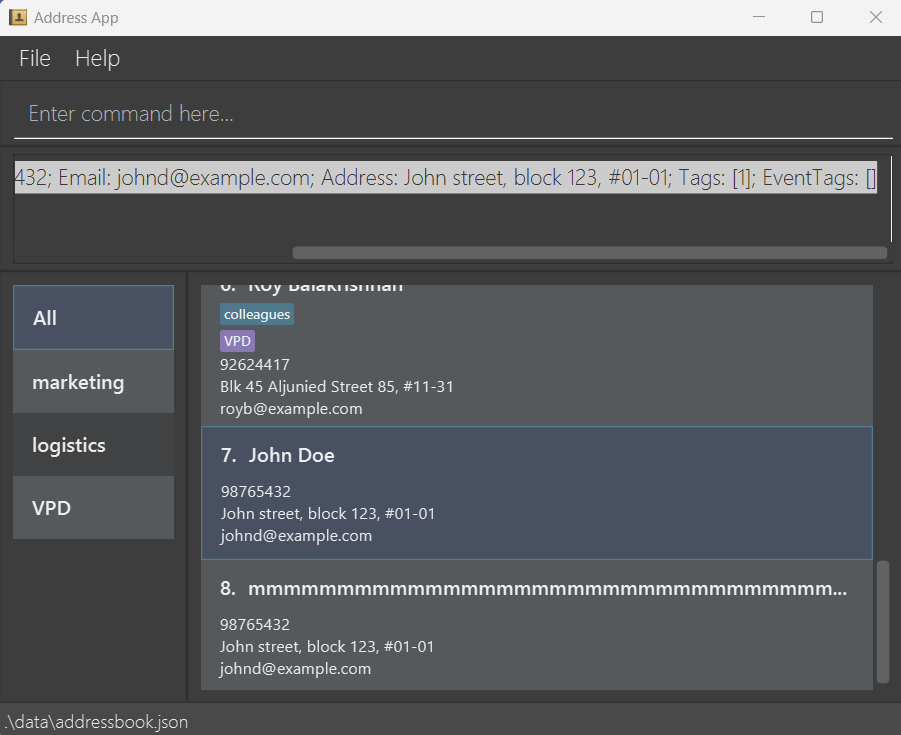 Address App
File Help
Enter command here...
432; Email: johnd@example.com; Address: John street, block 123, #01-01; Tags: [1]; EventTags: []
All
marketing
logistics
VPD
6. Roy Balakrishnan
colleagues
VPD
92624417
Blk 45 Aljunied Street 85, #11-31
royb@example.com
7. John Doe
98765432
John street, block 123, #01-01
johnd@example.com
8. mmmmmmmmmmmmmmmmmmmmmmmmmmmmmmmmm...
98765432
John street, block 123, #01-01
johnd@example.com
.\data\addressbook.json